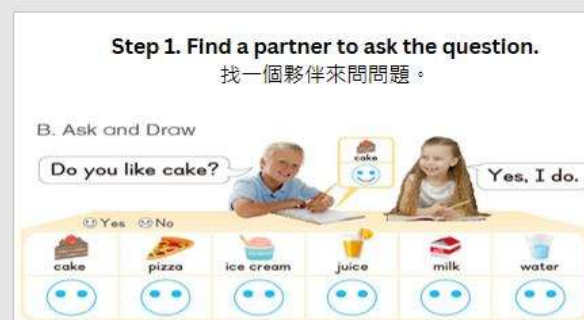 Step 1. Find a partner to ask the question.
找一個夥伴來問問題。
B. Ask and Draw
Do you like cake?
cake
Yes, I do.
Yes No
cake pizza ice cream juice milk water